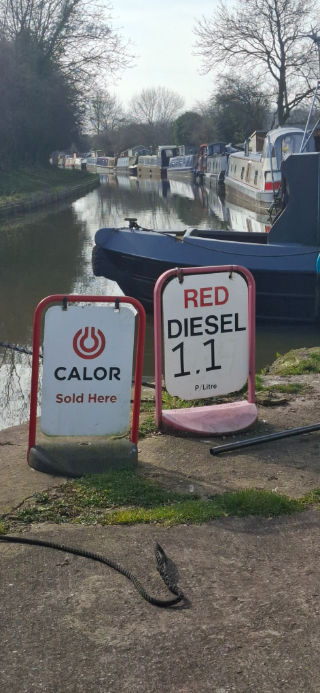 CALOR
Sold Here
RED
DIESEL
1.1
P/Litre